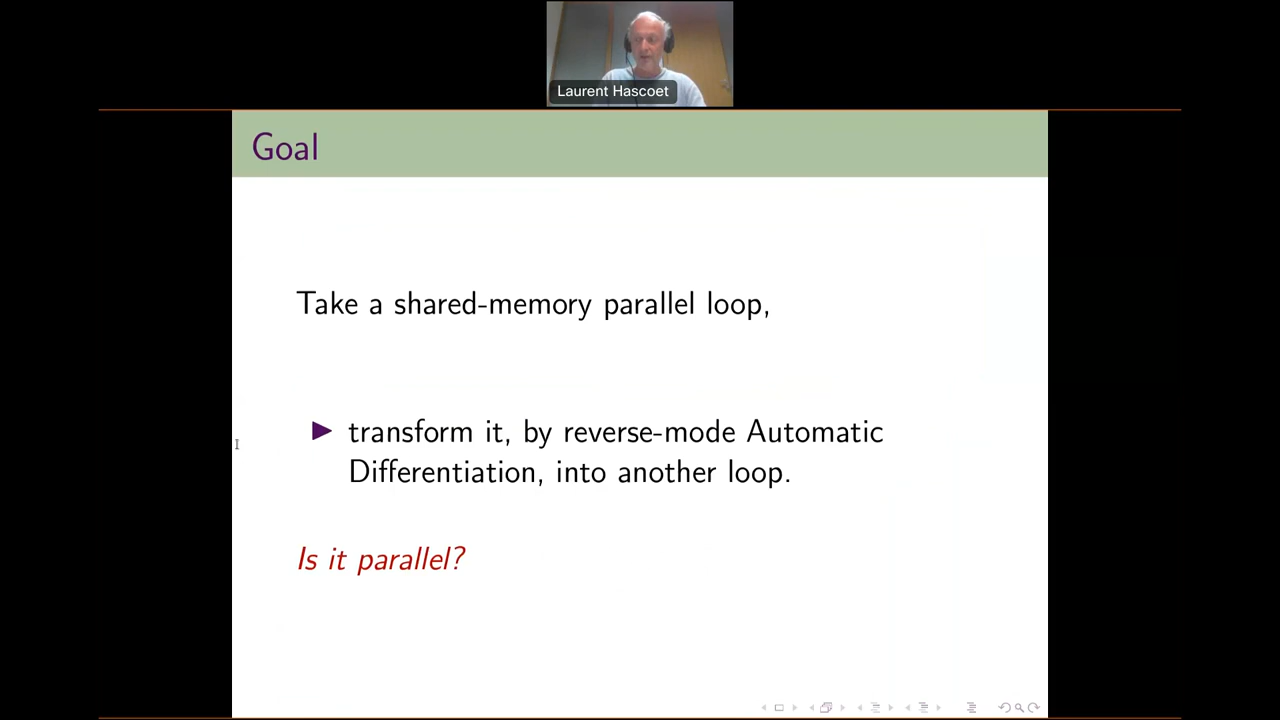 Laurent Hascoet
Goal
Take a shared-memory parallel loop,
transform it, by reverse-mode Automatic
Differentiation, into another loop.
Is it parallel?